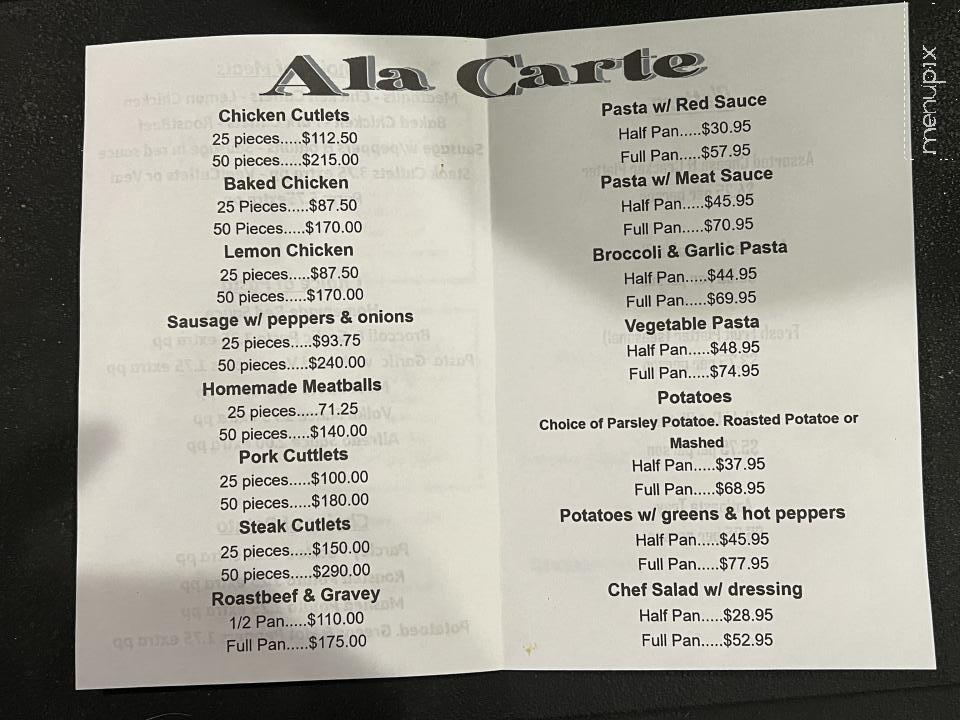 Ala Carte
Chicken Cutlets
25 pieces.....$112.50
50 pieces.....$215.00
Baked Chicken
25 Pieces.....$87.50
50 Pieces.....$170.00
Lemon Chicken
25 pieces.....$87.50
50 pieces.....$170.00
Sausage w/ peppers & onions
25 pieces.....$93.75
50 pieces.....$240.00
Homemade Meatballs
25 pieces.....71.25
50 pieces.....$140.00
Pork Cuttlets
25 pieces.....$100.00
50 pieces.....$180.00
Steak Cutlets
25 pieces.....$150.00
50 pieces.....$290.00
Roastbeef & Gravey
1/2 Pan.....$110.00
Full Pan.....$175.00
Pasta w/ Red Sauce
Half Pan.....$30.95
Full Pan.....$57.95
Pasta w/ Meat Sauce
Half Pan.....$45.95
Full Pan.....$70.95
Broccoli & Garlic Pasta
Half Pan.....$44.95
Full Pan.....$69.95
Vegetable Pasta
Half Pan.....$48.95
Full Pan.....$74.95
Potatoes
Choice of Parsley Potatoe. Roasted Potatoe or
Mashed
Half Pan.....$37.95
Full Pan.....$68.95
Potatoes w/ greens & hot peppers
Half Pan.....$45.95
Full Pan.....$77.95
Chef Salad w/ dressing
Half Pan.....$28.95
Full Pan.....$52.95
menupix